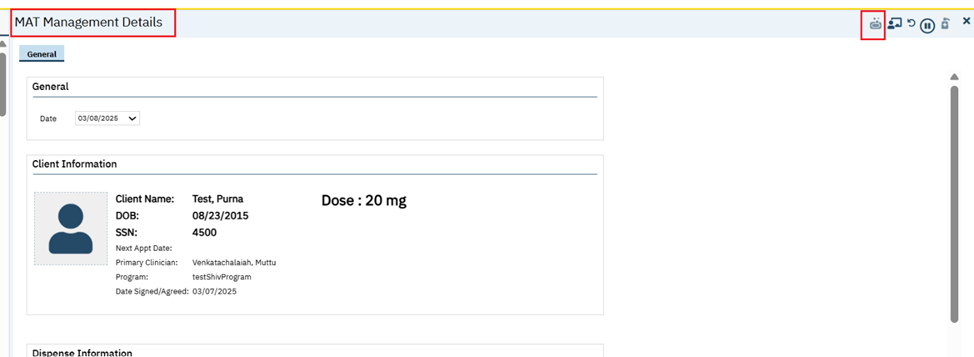 MAT Management Details
General
General
Date 03/08/2025
Client Information
Client Name: Test, Purna Dose : 20 mg
DOB: 08/23/2015
SSN: 4500
Next Appt Date:
Primary Clinician: Venkatachalaiah, Muttu
Program: testShivProgram
Date Signed/Agreed: 03/07/2025
Dispense Information